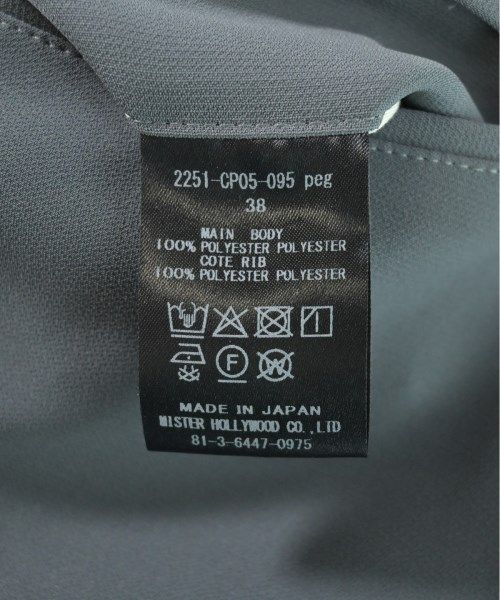 2251-CP05-095 peg
38
MAIN BODY
100% POLYESTER POLYESTER
COTE RIB
100% POLYESTER POLYESTER
F W
MADE IN JAPAN
MISTER HOLLYWOOD CO.,LTD
81-3-6447-0975